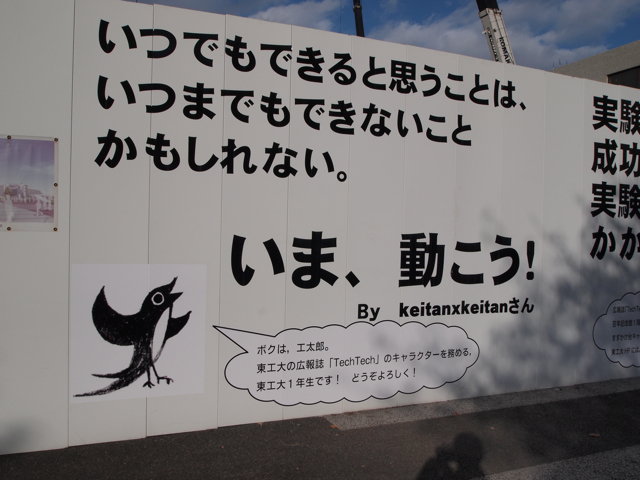 いつでもできると思うことは、
いつまでもできないこと
かもしれない。
いま、動こう!
By keitanxkeitanさん
ボクは，工太郎。
東工大の広報誌「TechTech」のキャラクターを務める，
東工大1年生です！ どうぞよろしく！
実験
成功
実験
かか